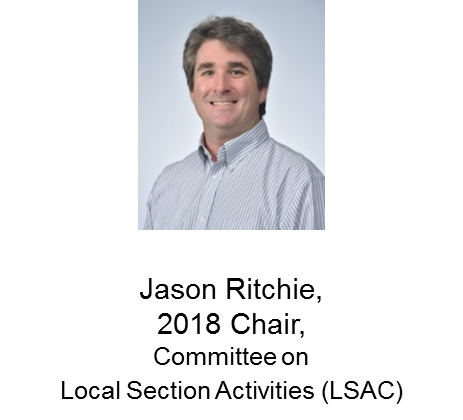 Jason Ritchie,
2018 Chair,
Committee on
Local Section Activities (LSAC)